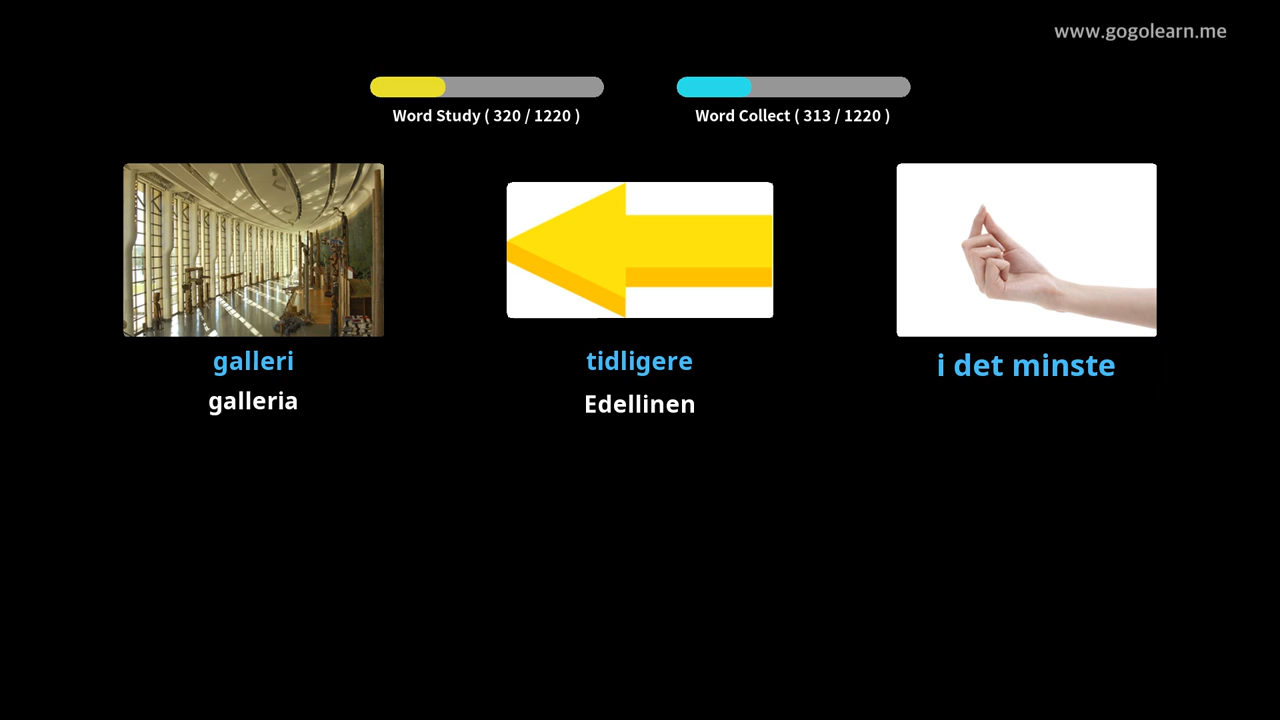 www.gogolearn.me
Word Study ( 320 / 1220 )
Word Collect ( 313 / 1220 )
galleri
tidligere
i det minste
galleria
Edellinen